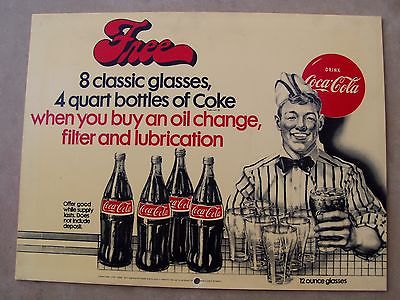 Free
8 classic glasses,
4 quart bottles of Coke
when you buy an oil change,
filter and lubrication
DRINK
Coca-Cola
Offer good
while supply
lasts. Does
not include
deposit.
Coca-Cola
Coca-Cola
Coca-Cola
Coca-Cola
12 ounce glasses